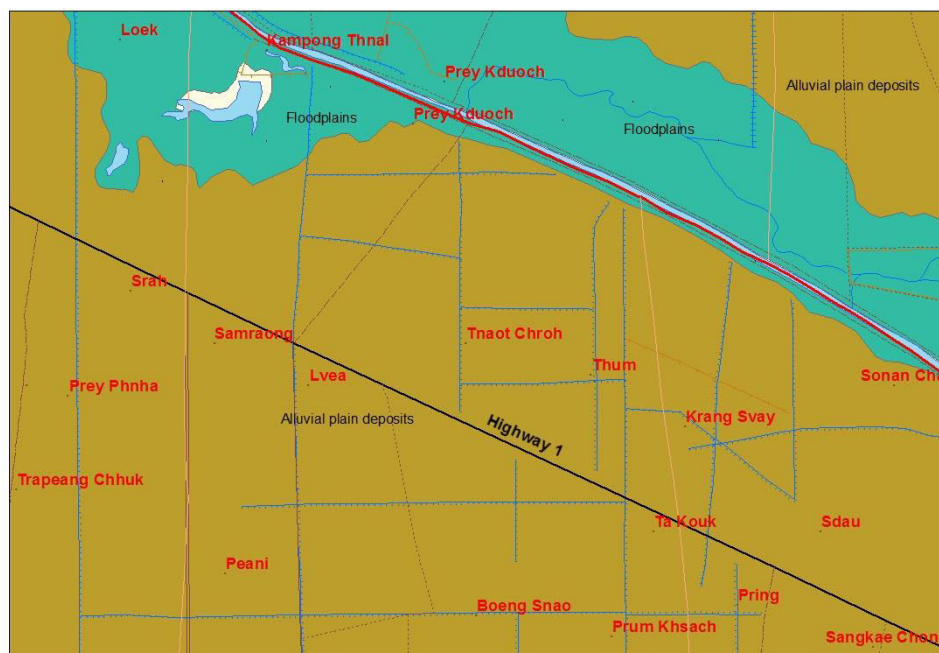 Loek
Kampong Thnal
Prey Kduoch
Alluvial plain deposits
Prey Kduoch
Floodplains
Floodplains
Srah
Samraong
Tnaot Chroh
Thum
Lvea
Prey Phnha
Sonan Ch
Alluvial plain deposits
Highway 1
Krang Svay
Trapeang Chhuk
Ta Kouk
Sdau
Peani
Pring
Boeng Snao
Prum Khsach
Sangkae Chon